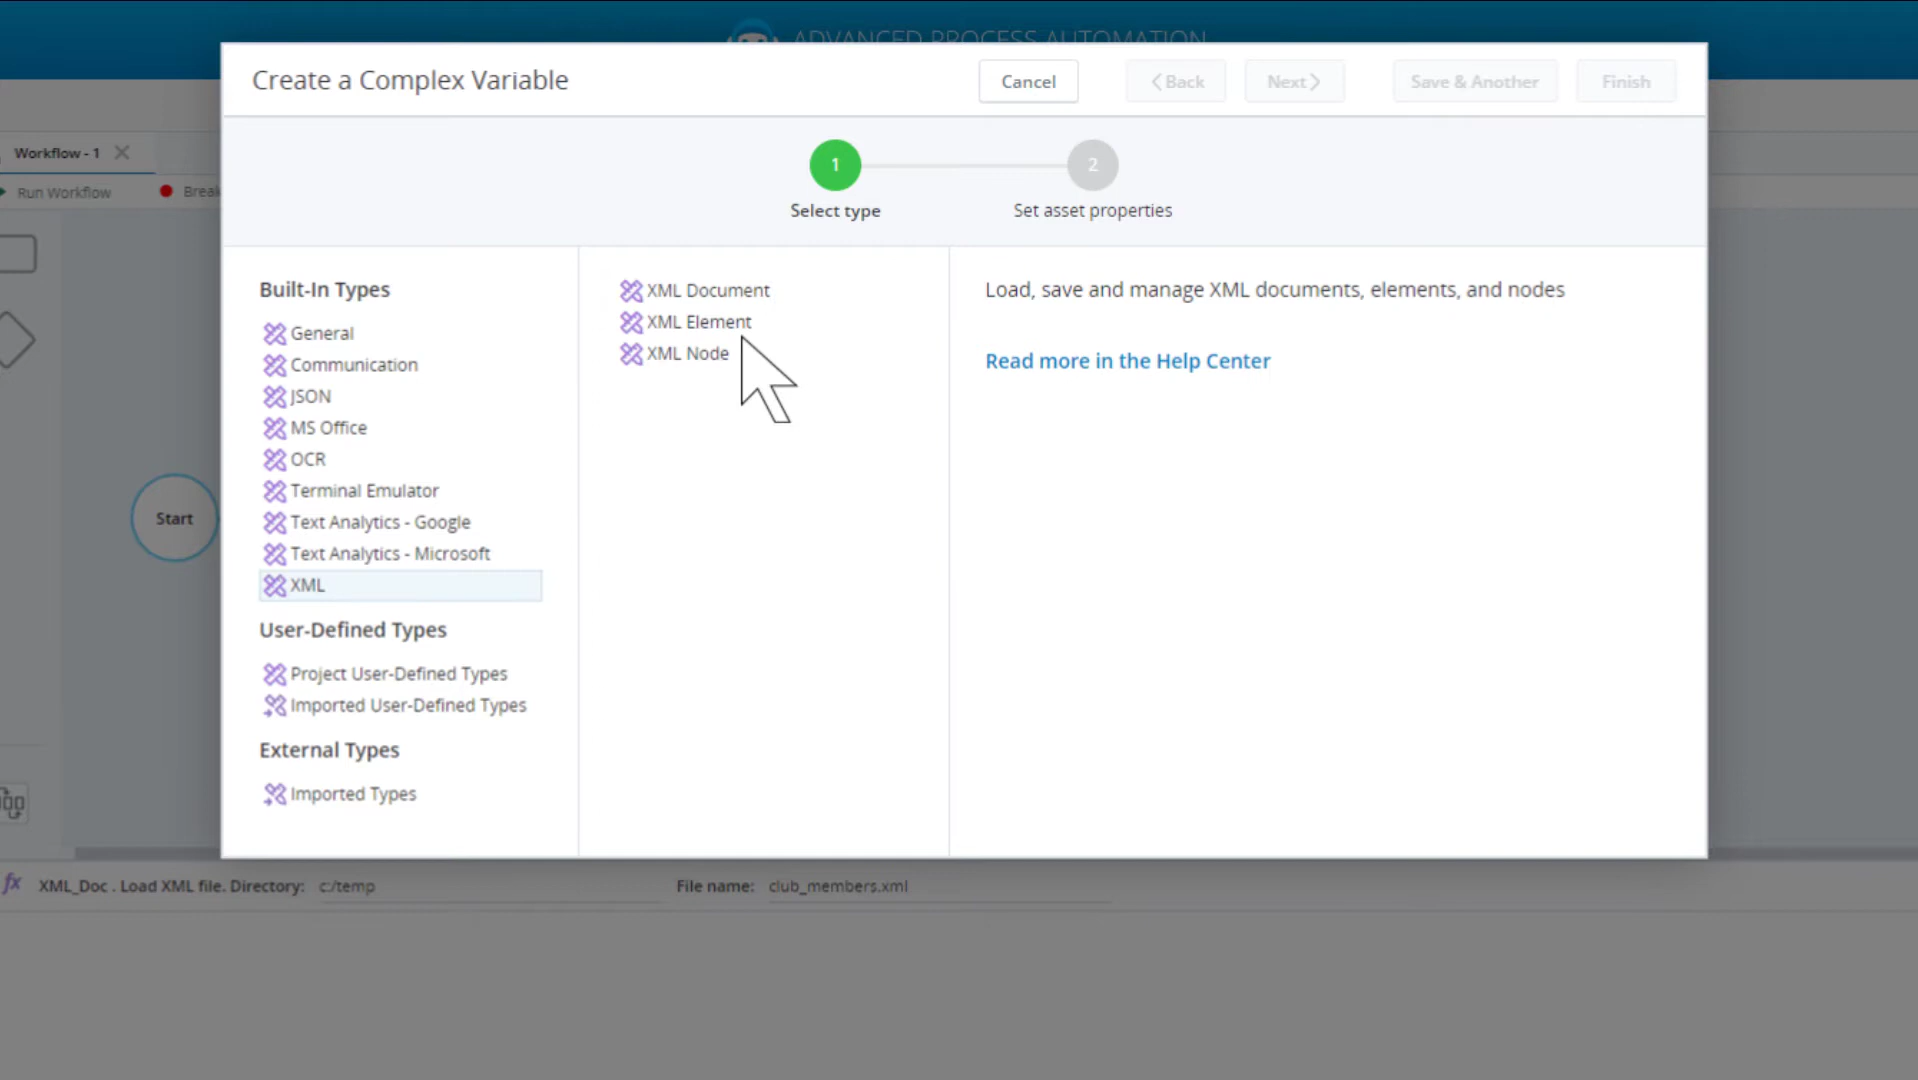 ADVANCED PROCESS AUTOMATION
Create a Complex Variable
Cancel
Back
Next
Save & Another
Finish
Workflow - 1
Run Workflow
1
2
Select type
Set asset properties
Built-In Types
General
Communication
JSON
MS Office
OCR
Terminal Emulator
Text Analytics - Google
Text Analytics - Microsoft
XML
User-Defined Types
Project User-Defined Types
Imported User-Defined Types
External Types
Imported Types
XML Document
XML Element
XML Node
Load, save and manage XML documents, elements, and nodes
Read more in the Help Center
Start
fx XML_Doc . Load XML file. Directory: c:/temp File name: club_members.xml